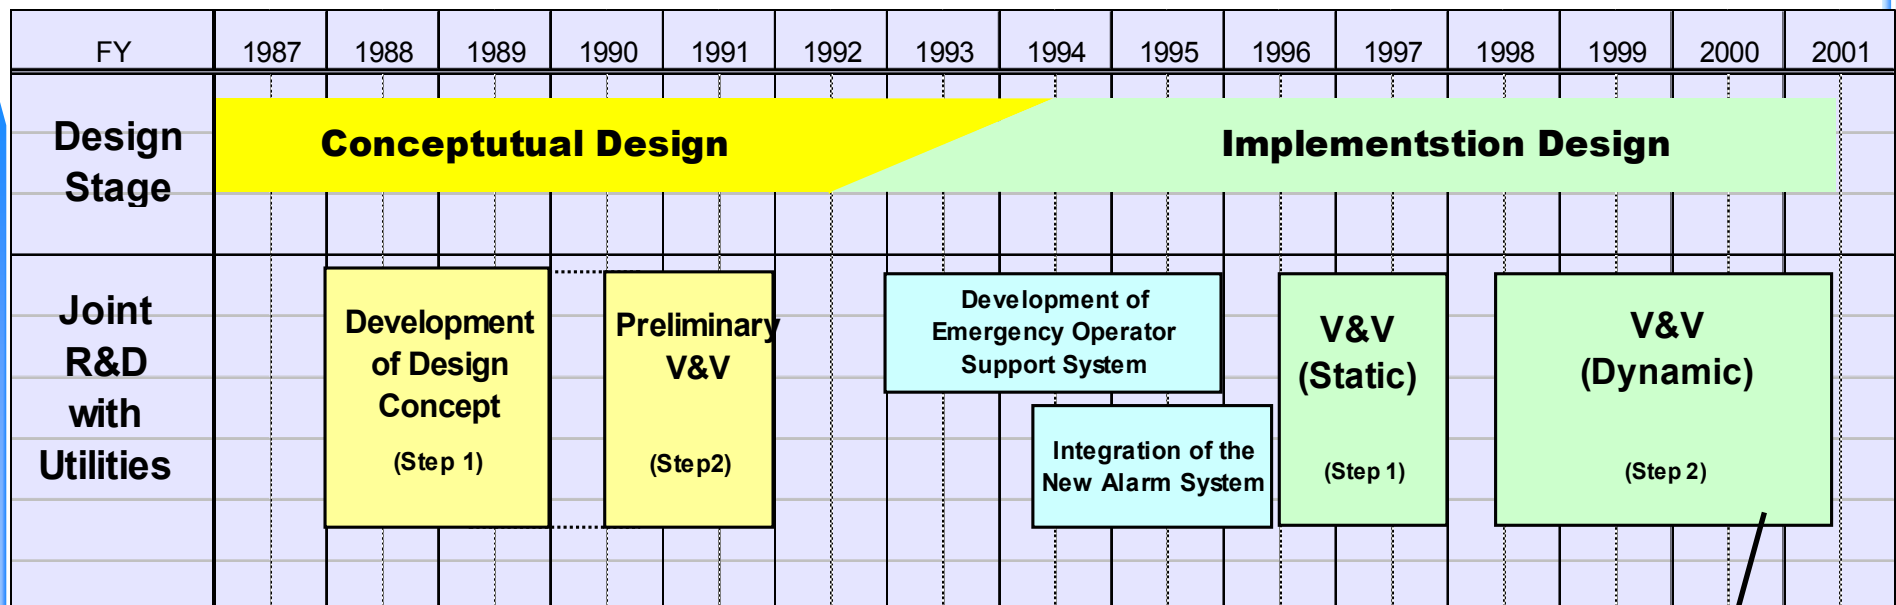 FY 1987 1988 1989 1990 1991 1992 1993 1994 1995 1996 1997 1998 1999 2000 2001
Design
Stage
Conceptutual Design
Implementstion Design
Joint
R&D
with
Utilities
Development
of Design
Concept
(Step 1)
Preliminary
V&V
(Step2)
Development of
Emergency Operator
Support System
Integration of the
New Alarm System
V&V
(Static)
(Step 1)
V&V
(Dynamic)
(Step 2)